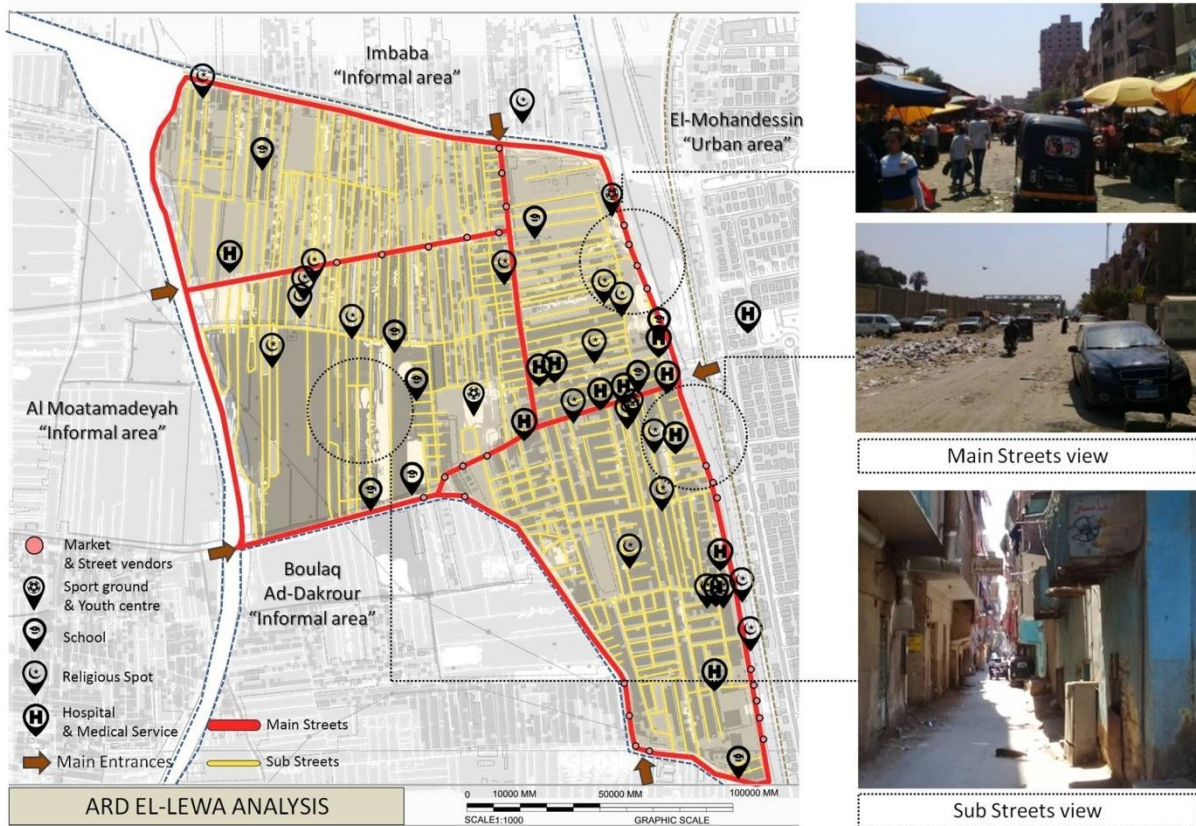 Imbaba
“Informal area”
El-Mohandessin
“Urban area”
Al Moatamadeyah
“Informal area”
Boulaq
Ad-Dakrour
“Informal area”
Market
& Street vendors
Sport ground
& Youth centre
School
Religious Spot
Hospital
& Medical Service
Main Entrances
Main Streets
Sub Streets
ARD EL-LEWA ANALYSIS
0 10000 MM 50000 MM 100000 MM
SCALE1:1000 GRAPHIC SCALE
Main Streets view
Sub Streets view